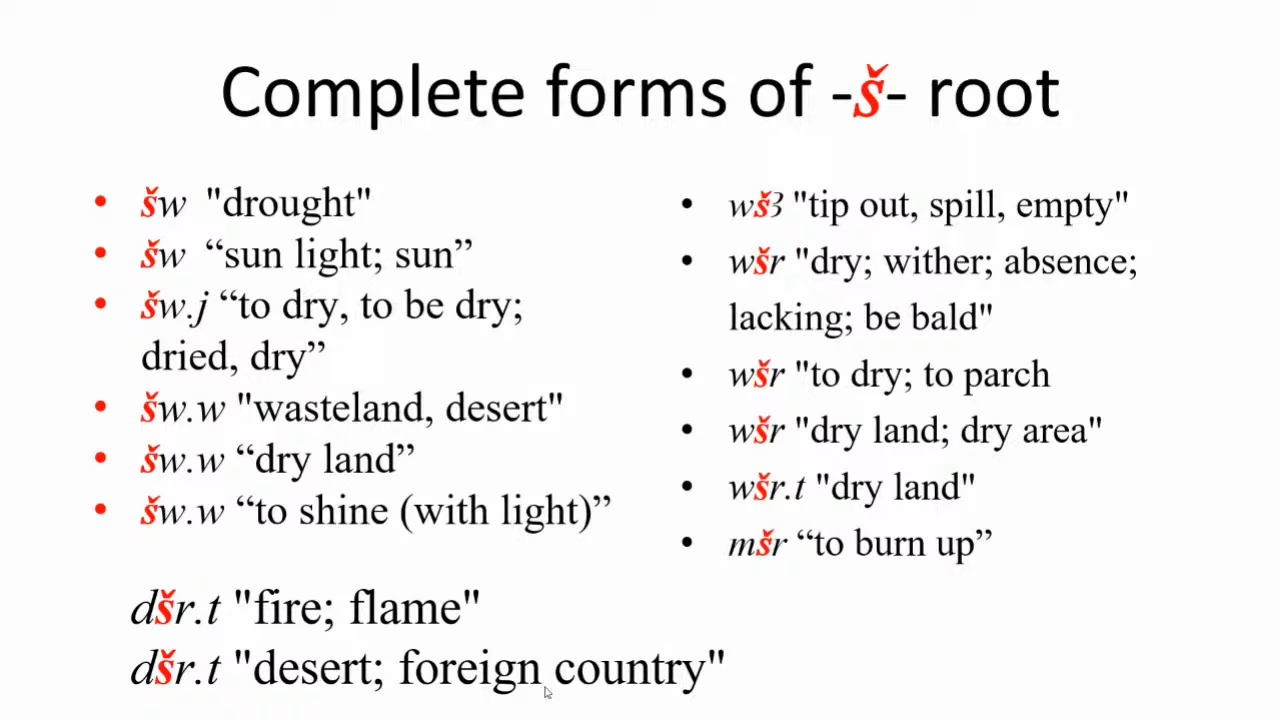 Complete forms of -š- root
• šw "drought"
• šw “sun light; sun”
• šw.j “to dry, to be dry;
dried, dry”
• šw.w "wasteland, desert"
• šw.w “dry land”
• šw.w “to shine (with light)”
• wš3 "tip out, spill, empty"
• wšr "dry; wither; absence;
lacking; be bald"
• wšr "to dry; to parch
• wšr "dry land; dry area"
• wšr.t "dry land"
• mšr “to burn up”
dšr.t "fire; flame"
dšr.t "desert; foreign country"